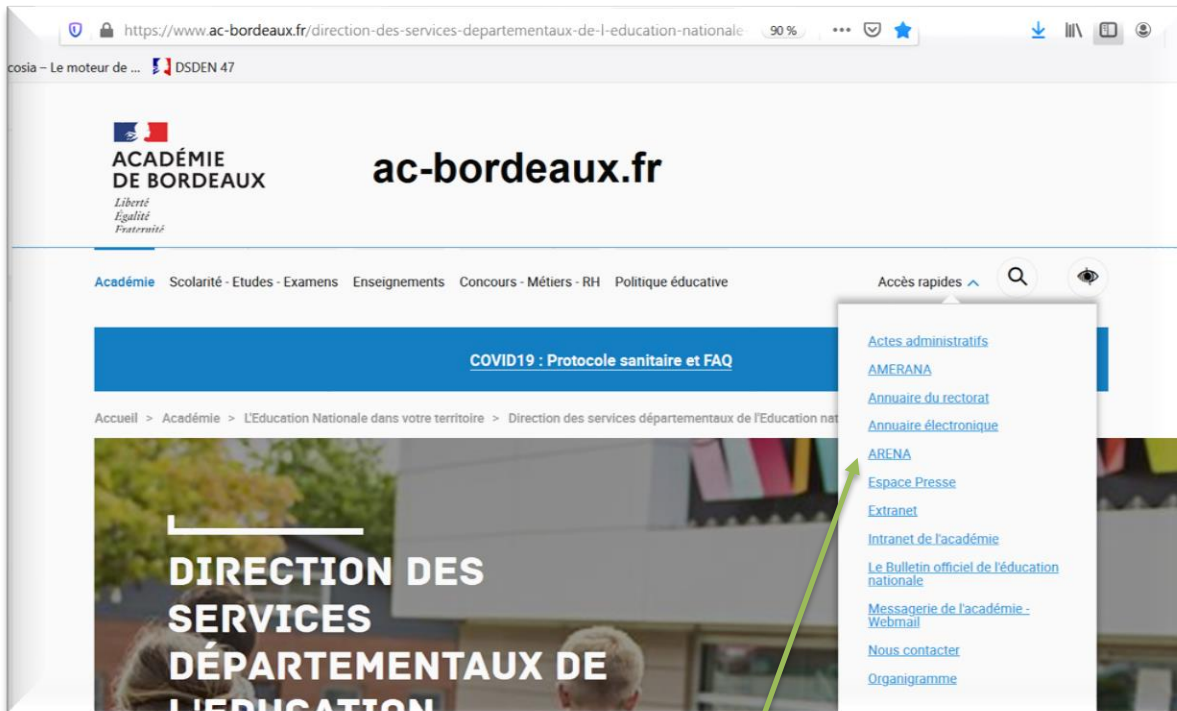 https://www.ac-bordeaux.fr/direction-des-services-departementaux-de-l-education-nationale
90 %
cosia – Le moteur de ...
DSDEN 47
ACADÉMIE
DE BORDEAUX
Liberté
Égalité
Fraternité
ac-bordeaux.fr
Académie Scolarité - Etudes - Examens Enseignements Concours - Métiers - RH Politique éducative Accès rapides
COVID19 : Protocole sanitaire et FAQ
Accueil > Académie > L'Education Nationale dans votre territoire > Direction des services départementaux de l'Education nat
Actes administratifs
AMERANA
Annuaire du rectorat
Annuaire électronique
ARENA
Espace Presse
Extranet
Intranet de l'académie
Le Bulletin officiel de l'éducation
nationale
Messagerie de l'académie -
Webmail
Nous contacter
Organigramme
DIRECTION DES
SERVICES
DÉPARTEMENTAUX DE
L'EDUCATION